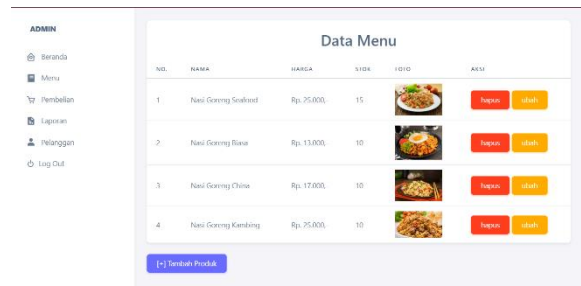 ADMIN
Beranda
Menu
Pembelian
Laporan
Pelanggan
Log Out
Data Menu
NO. NAMA HARGA STOK FOTO AKSI
1 Nasi Goreng Seafood Rp. 25.000, 15 hapus ubah
2 Nasi Goreng Biasa Rp. 13.000, 10 hapus ubah
3 Nasi Goreng China Rp. 17.000, 10 hapus ubah
4 Nasi Goreng Kambing Rp. 25.000, 10 hapus ubah
[+] Tambah Produk